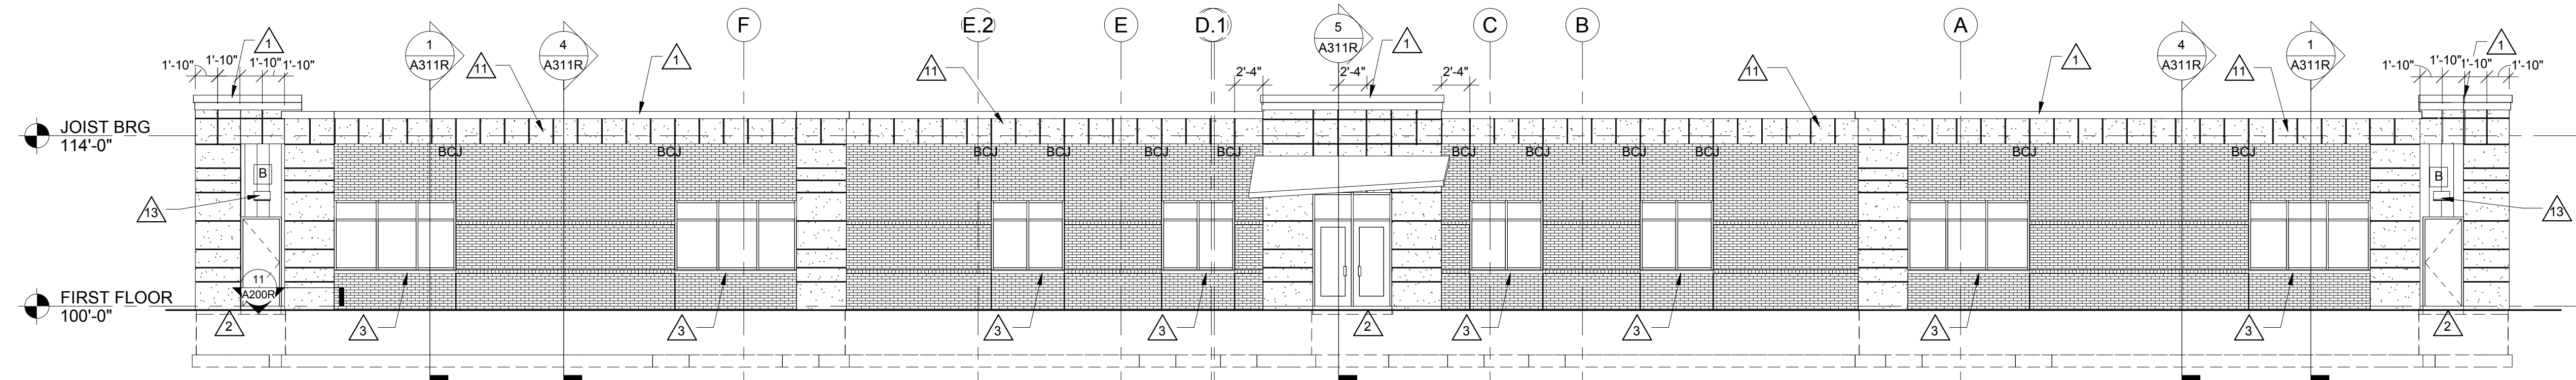 F
E.2
E
D.1
C
B
A
1
A311R
4
A311R
5
A311R
4
A311R
1
A311R
1
1
1
1
1
11
11
11
11
1'-10"
1'-10"
1'-10"
1'-10"
2'-4"
2'-4"
2'-4"
1'-10"
1'-10"
1'-10"
1'-10"
JOIST BRG
114'-0"
BCJ
BCJ
BCJ
BCJ
BCJ
BCJ
BCJ
BCJ
BCJ
BCJ
BCJ
BCJ
B
B
13
13
11
A200R
FIRST FLOOR
100'-0"
2
3
3
3
3
2
3
3
3
3
2